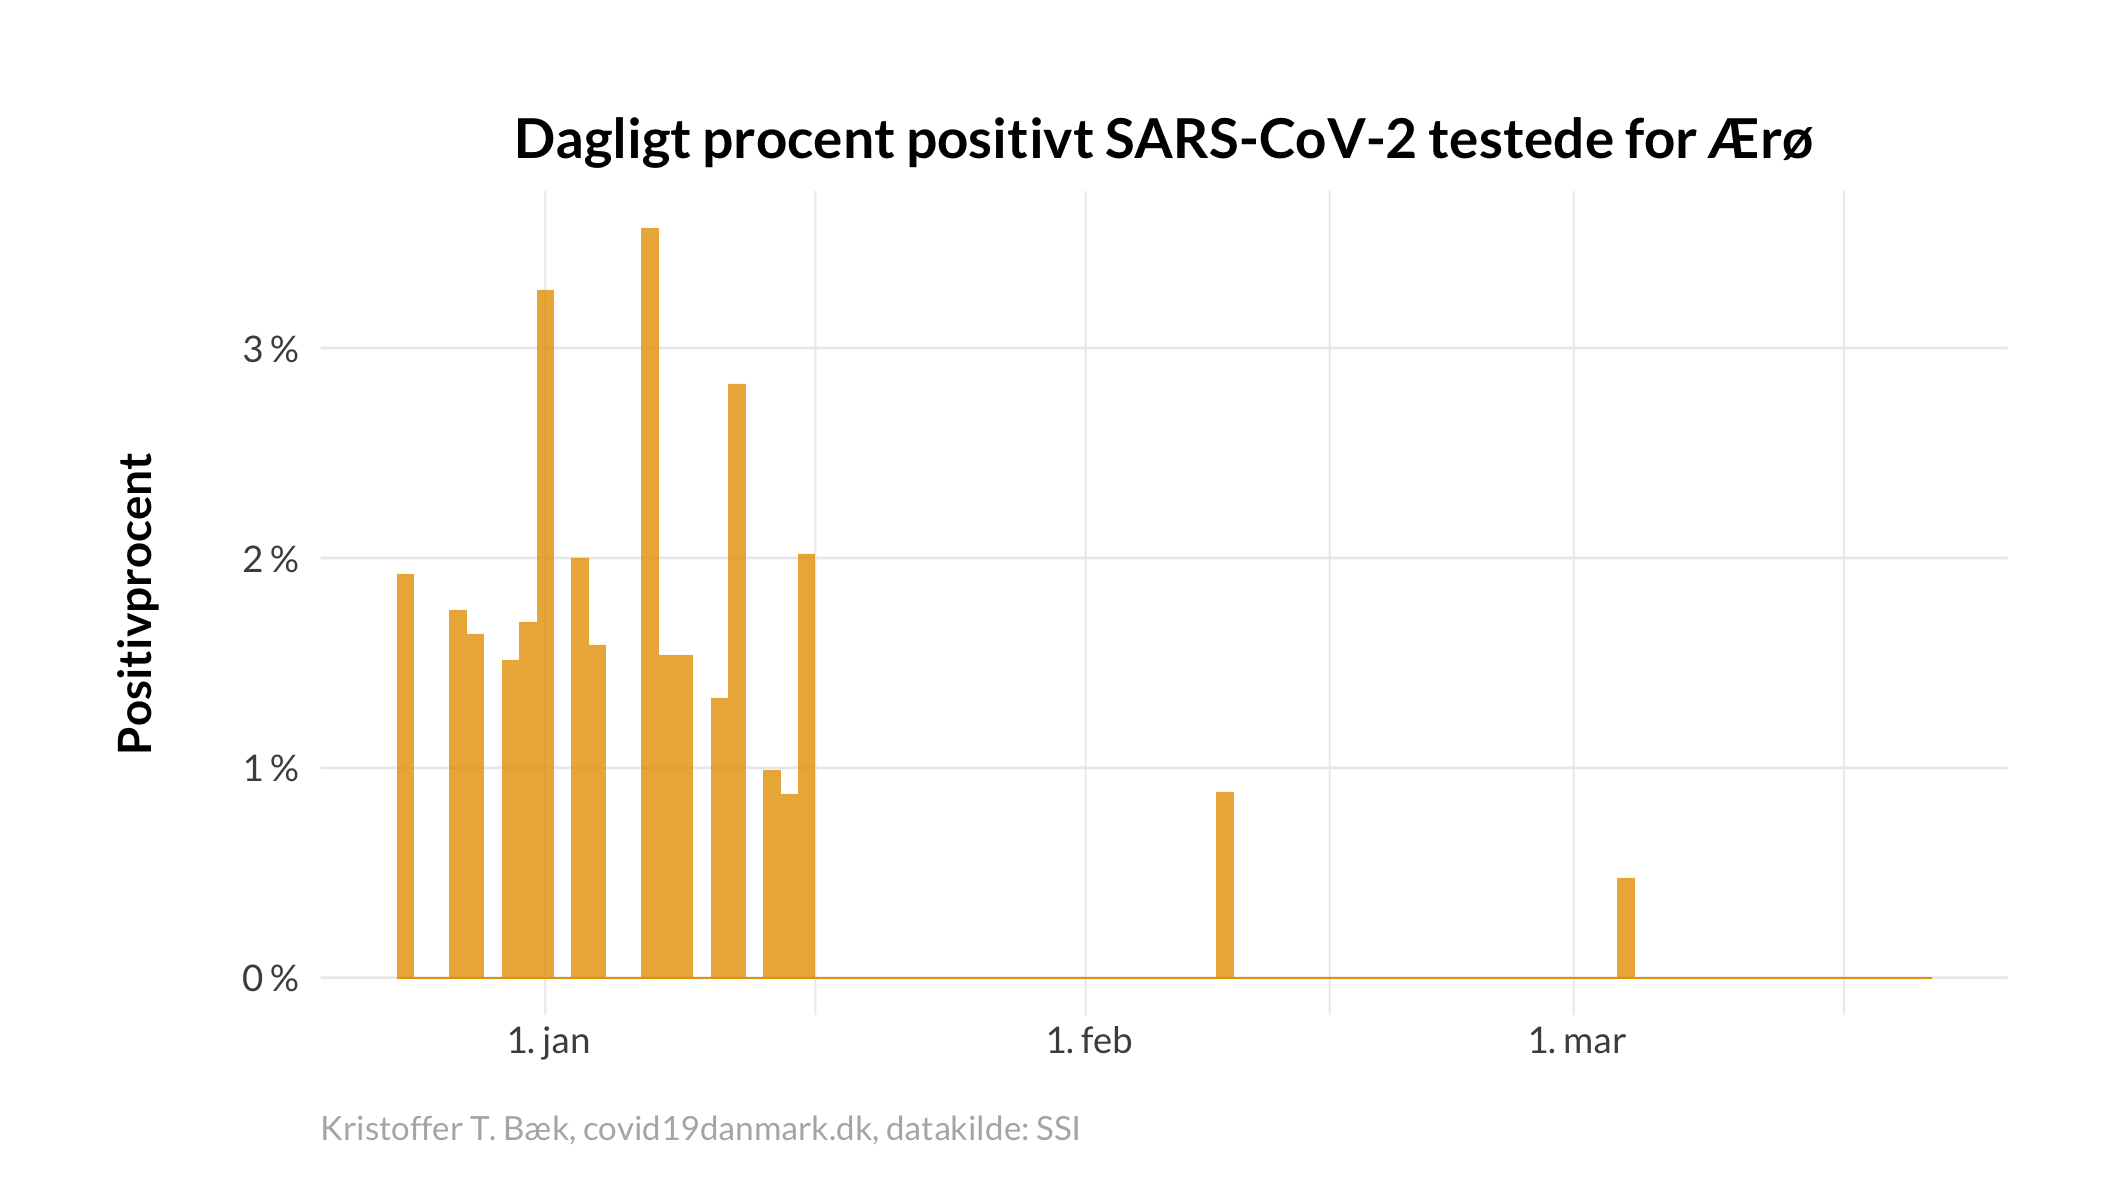 Dagligt procent positivt SARS-CoV-2 testede for Ærø
Positivprocent
3 %
2 %
1 %
0 %
1. jan
1. feb
1. mar
Kristoffer T. Bæk, covid19danmark.dk, datakilde: SSI